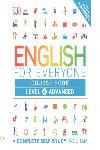 ENGLISH
FOR EVERYONE
COURSE BOOK
LEVEL 4 ADVANCED
A COMPLETE SELF-STUDY PROGRAM